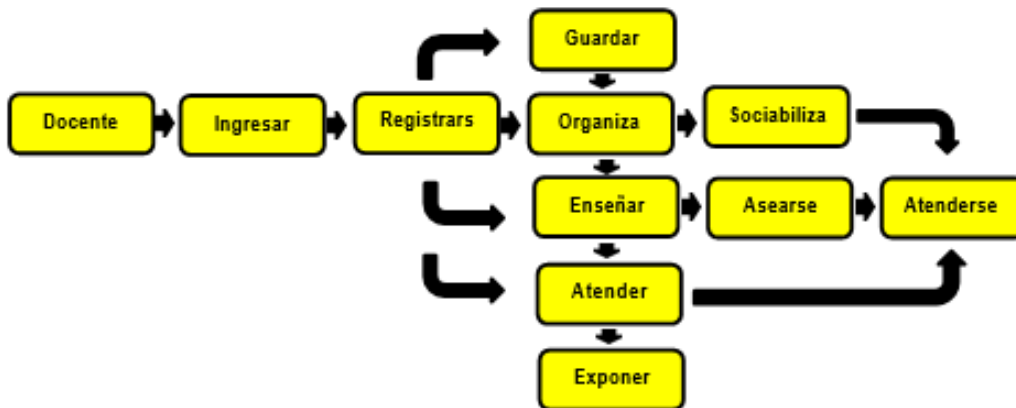 Guardar
Docente
Ingresar
Registrars
Organiza
Sociabiliza
Enseñar
Asearse
Atenderse
Atender
Exponer